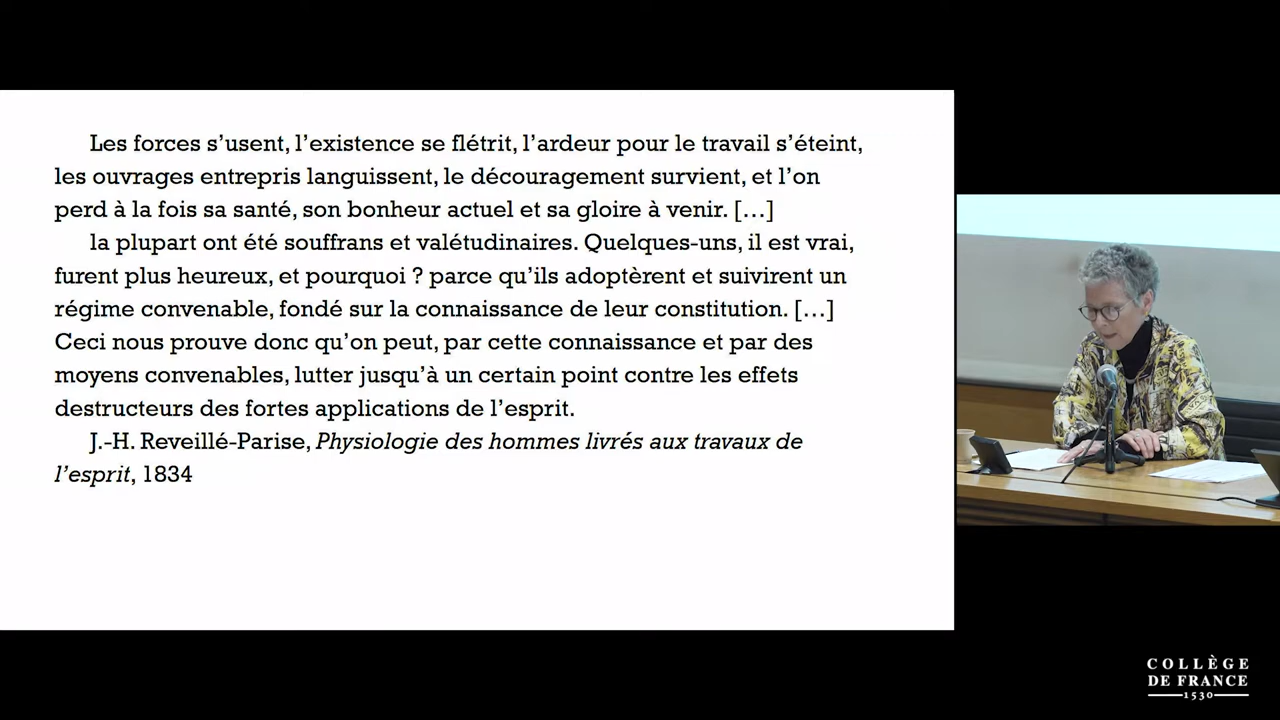 Les forces s’usent, l’existence se flétrit, l’ardeur pour le travail s’éteint,
les ouvrages entrepris languissent, le découragement survient, et l’on
perd à la fois sa santé, son bonheur actuel et sa gloire à venir. […]
la plupart ont été souffrans et valétudinaires. Quelques-uns, il est vrai,
furent plus heureux, et pourquoi ? parce qu’ils adoptèrent et suivirent un
régime convenable, fondé sur la connaissance de leur constitution. […]
Ceci nous prouve donc qu’on peut, par cette connaissance et par des
moyens convenables, lutter jusqu’à un certain point contre les effets
destructeurs des fortes applications de l’esprit.
J.-H. Reveillé-Parise, Physiologie des hommes livrés aux travaux de
l’esprit, 1834
COLLÈGE
DE FRANCE
1530